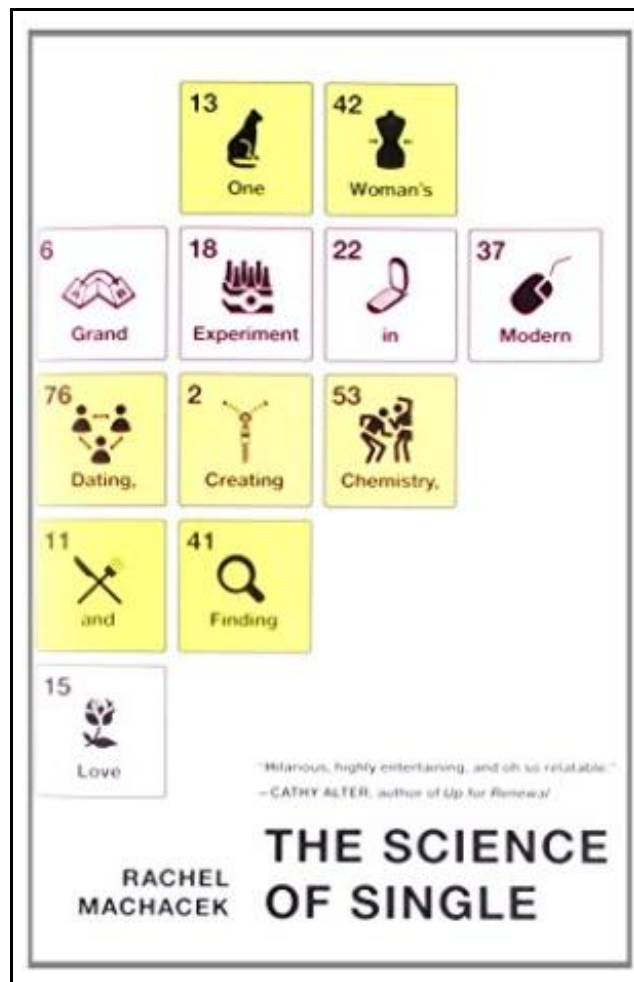 13 42
One Woman's
6 18 22 37
Grand Experiment in Modern
76 2 53
Dating, Creating Chemistry,
11 41
and Finding
15
Love
"Hilarious, highly entertaining, and oh so relatable."
—CATHY ALTER, author of Up for Renewal
THE SCIENCE
OF SINGLE
RACHEL
MACHACEK